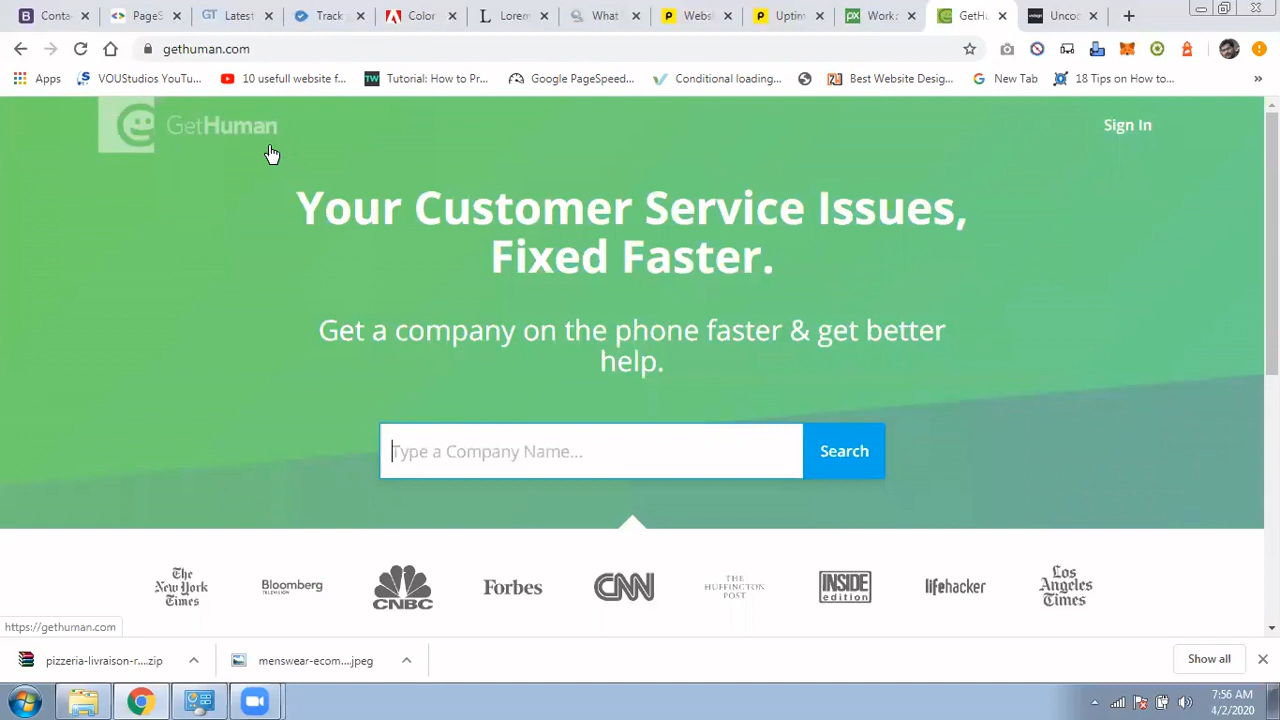 Conta
PageS
Latest
Track
Color
Lorem
What
Webs
Uptim
Work
GetHu
Uncod
gethuman.com
Apps
VOUStudios YouTu...
10 usefull website f...
Tutorial: How to Pr...
Google PageSpeed...
Conditional loading...
Best Website Desig...
New Tab
18 Tips on How to...
»
GetHuman
Sign In
Your Customer Service Issues,
Fixed Faster.
Get a company on the phone faster & get better
help.
Type a Company Name...
Search
The
New York
Times
Bloomberg
TELEVISION
CNBC
Forbes
CNN
THE
HUFFINGTON
POST
INSIDE
edition
lifehacker
Los
Angeles
Times
https://gethuman.com
pizzeria-livraison-r....zip
menswear-ecom....jpeg
Show all
7:56 AM
4/2/2020